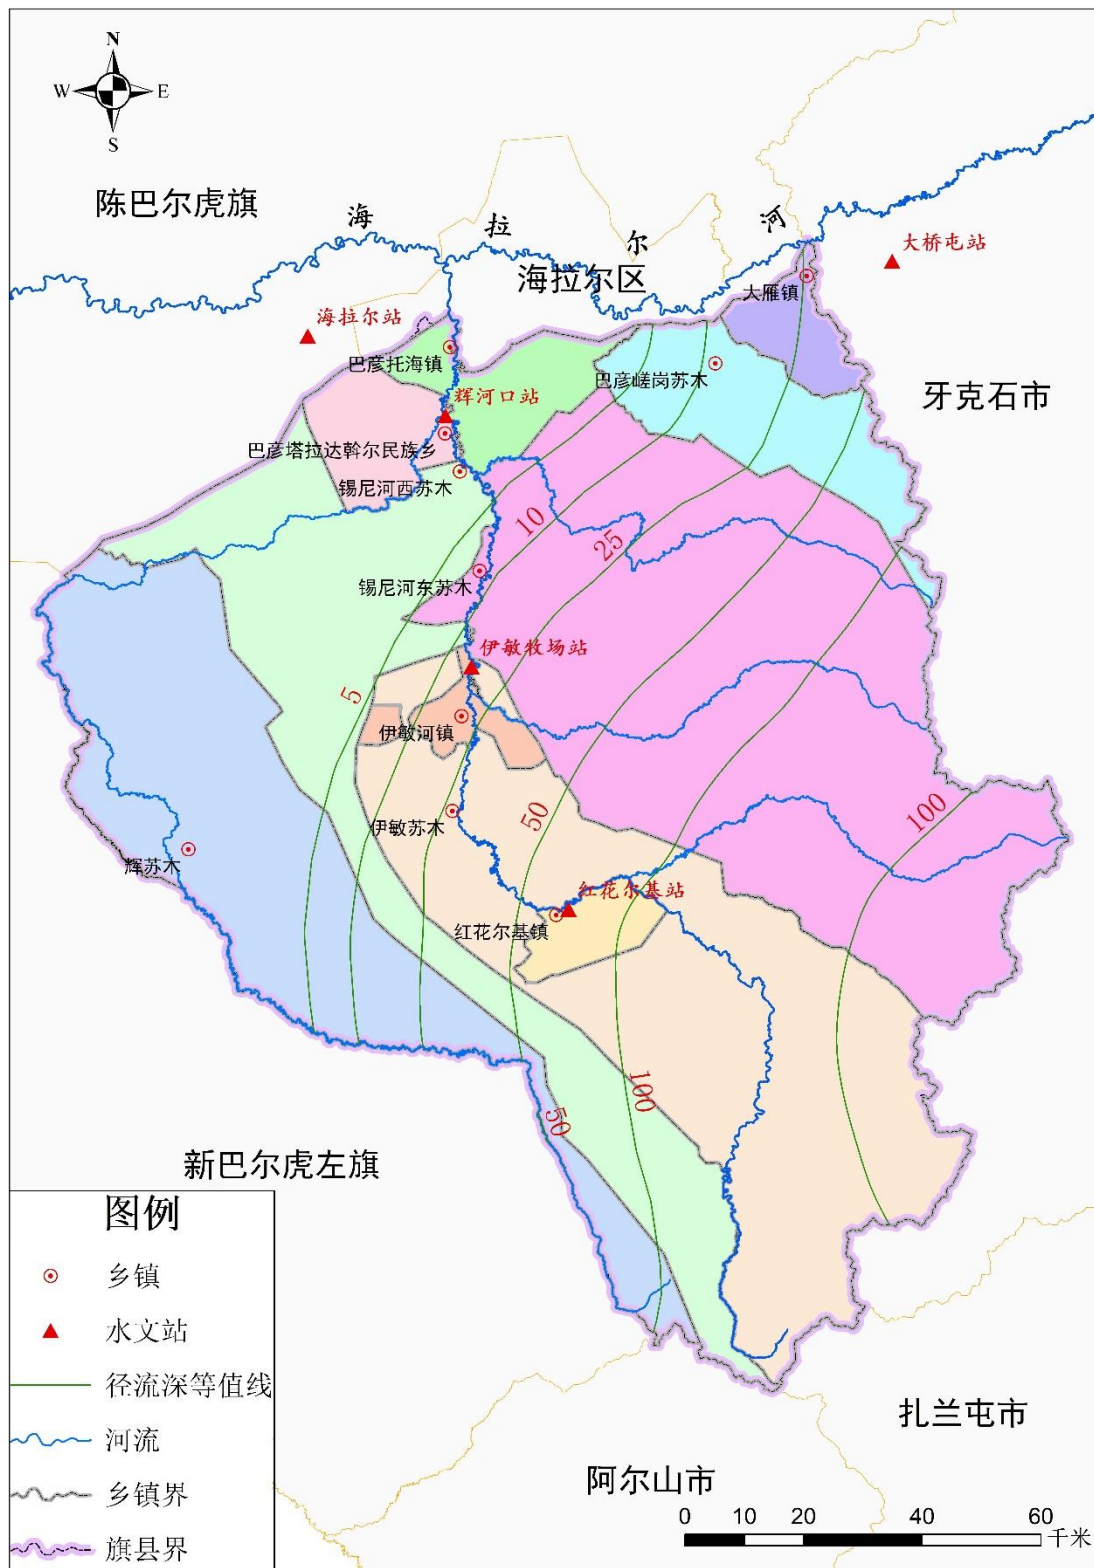 N
W
E
S
陈巴尔虎旗
海
拉
尔
河
大桥屯站
海拉尔区
大雁镇
海拉尔站
巴彦托海镇
巴彦嵯岗苏木
牙克石市
辉河口站
巴彦塔拉达斡尔民族乡
锡尼河西苏木
10
25
锡尼河东苏木
伊敏牧场站
5
伊敏河镇
50
100
伊敏苏木
辉苏木
红花尔基站
红花尔基镇
100
50
新巴尔虎左旗
图例
乡镇
水文站
径流深等值线
河流
乡镇界
旗县界
扎兰屯市
阿尔山市
0 10 20 40 60
千米